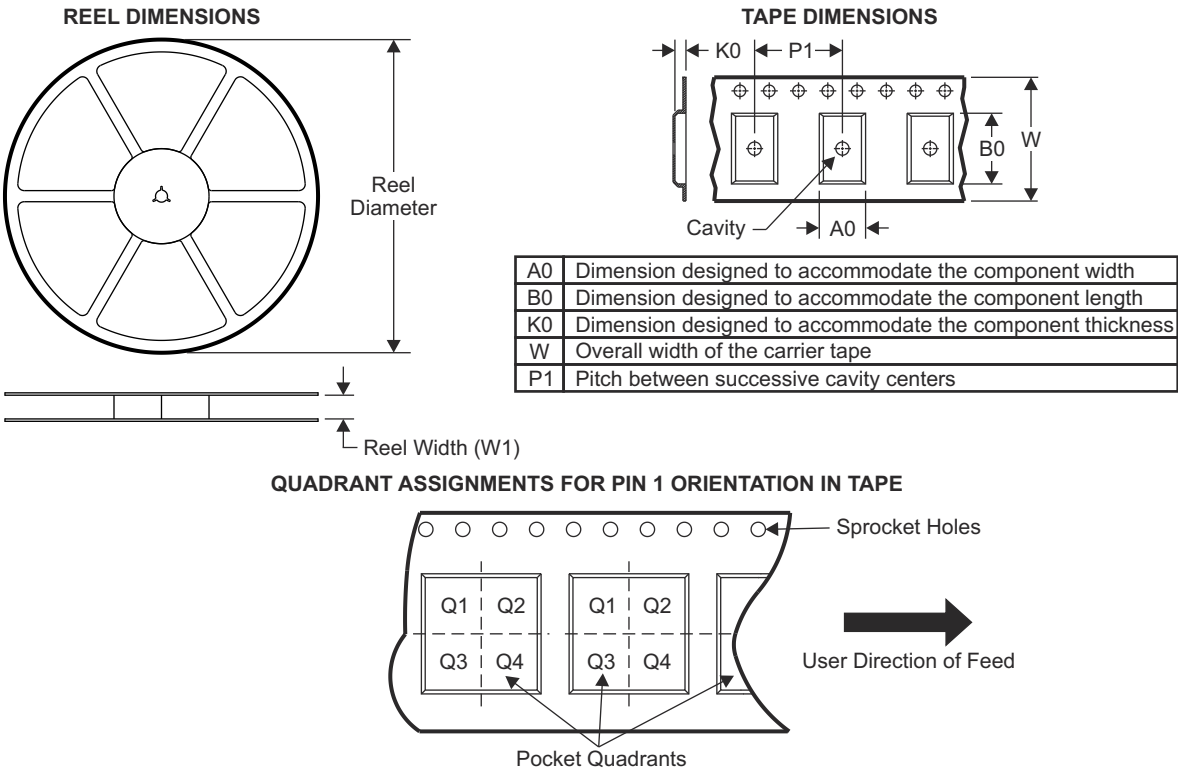 REEL DIMENSIONS
Reel
Diameter
Reel Width (W1)
TAPE DIMENSIONS
K0 P1
B0 W
Cavity A0
A0 Dimension designed to accommodate the component width
B0 Dimension designed to accommodate the component length
K0 Dimension designed to accommodate the component thickness
W Overall width of the carrier tape
P1 Pitch between successive cavity centers
QUADRANT ASSIGNMENTS FOR PIN 1 ORIENTATION IN TAPE
Sprocket Holes
Q1 Q2 Q1 Q2
Q3 Q4 Q3 Q4
User Direction of Feed
Pocket Quadrants